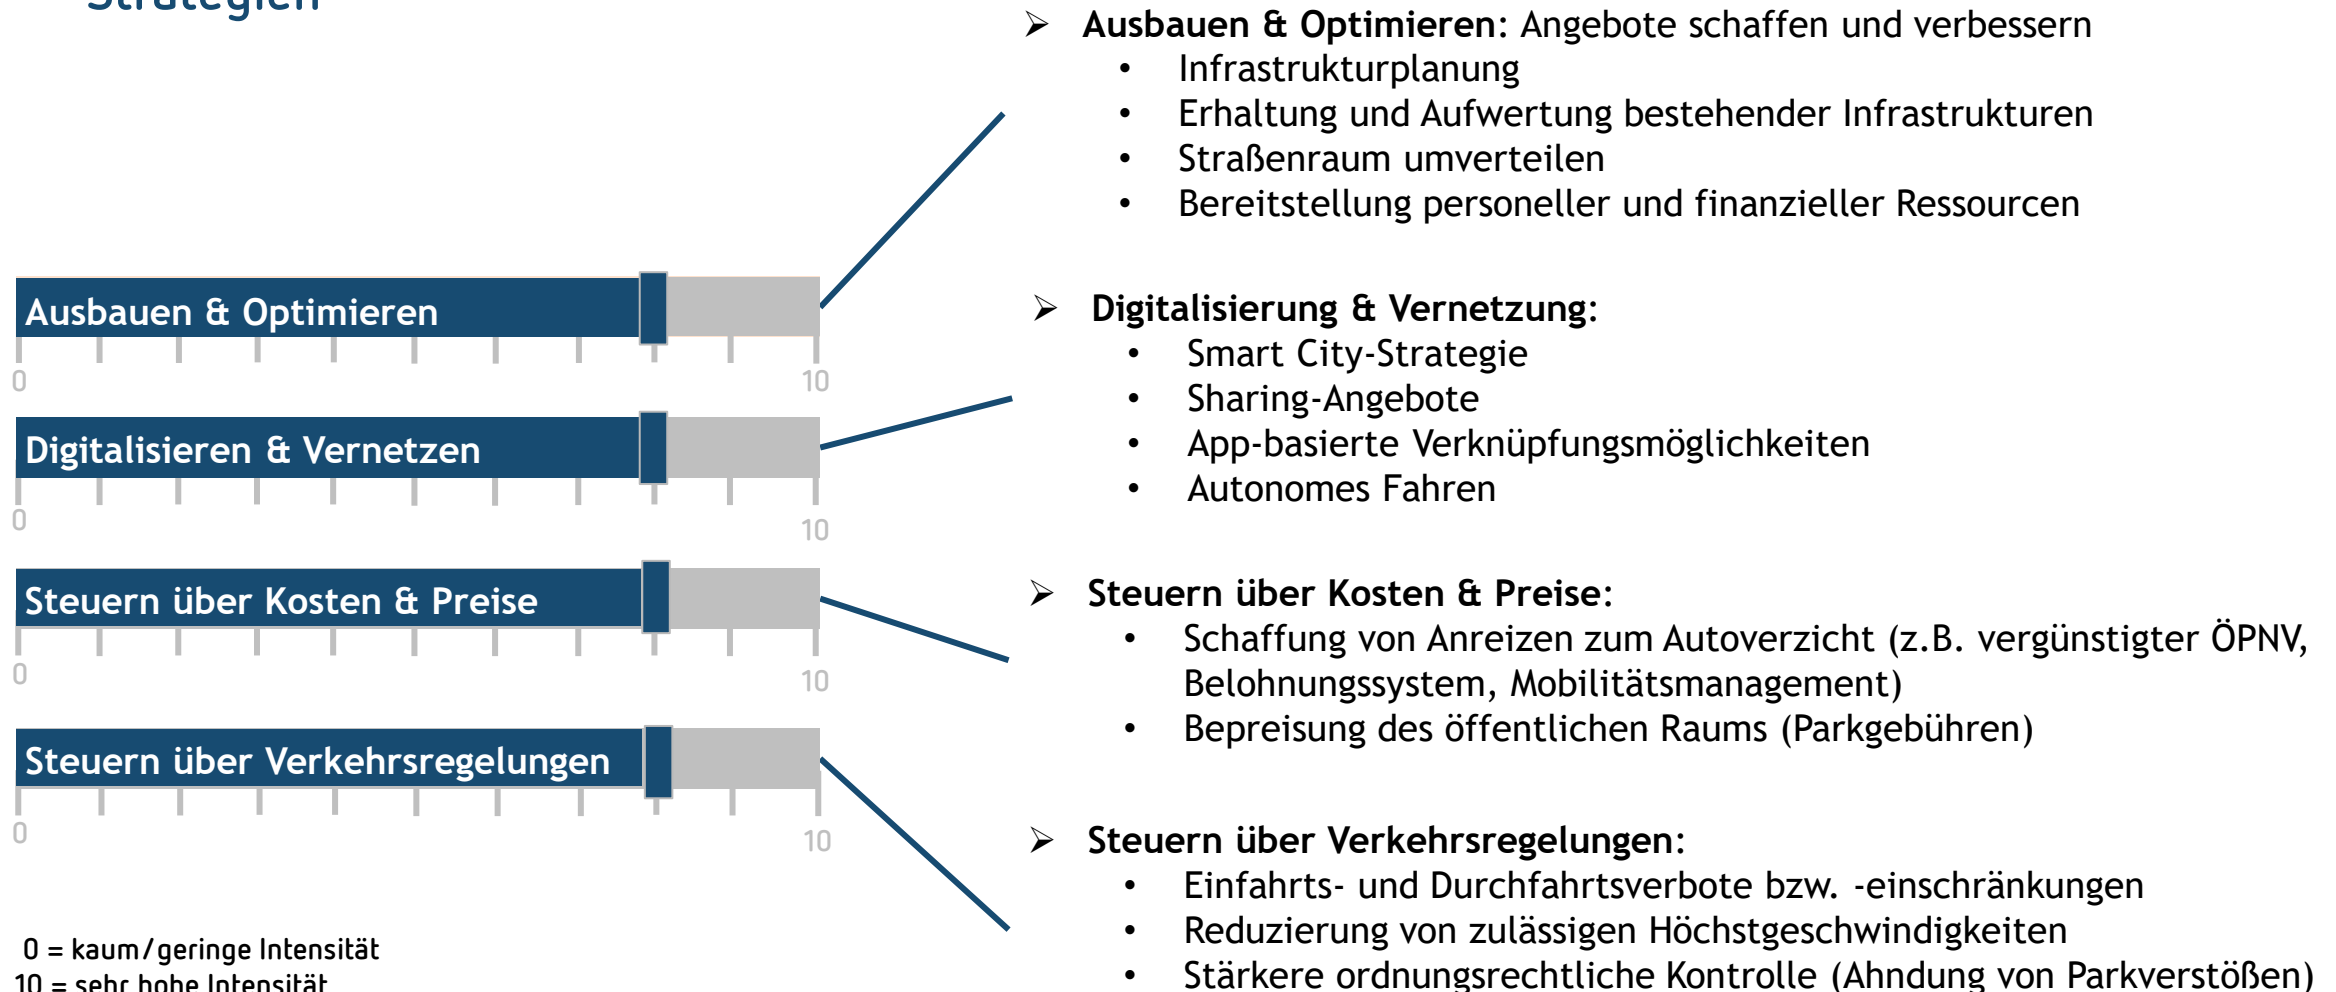 Strategien
Ausbauen & Optimieren
0 10
Digitalisieren & Vernetzen
0 10
Steuern über Kosten & Preise
0 10
Steuern über Verkehrsregelungen
0 10
0 = kaum/geringe Intensität
10 = sehr hohe Intensität
➢ Ausbauen & Optimieren: Angebote schaffen und verbessern
• Infrastrukturplanung
• Erhaltung und Aufwertung bestehender Infrastrukturen
• Straßenraum umverteilen
• Bereitstellung personeller und finanzieller Ressourcen
➢ Digitalisierung & Vernetzung:
• Smart City-Strategie
• Sharing-Angebote
• App-basierte Verknüpfungsmöglichkeiten
• Autonomes Fahren
➢ Steuern über Kosten & Preise:
• Schaffung von Anreizen zum Autoverzicht (z.B. vergünstigter ÖPNV,
Belohnungssystem, Mobilitätsmanagement)
• Bepreisung des öffentlichen Raums (Parkgebühren)
➢ Steuern über Verkehrsregelungen:
• Einfahrts- und Durchfahrtsverbote bzw. -einschränkungen
• Reduzierung von zulässigen Höchstgeschwindigkeiten
• Stärkere ordnungsrechtliche Kontrolle (Ahndung von Parkverstößen)